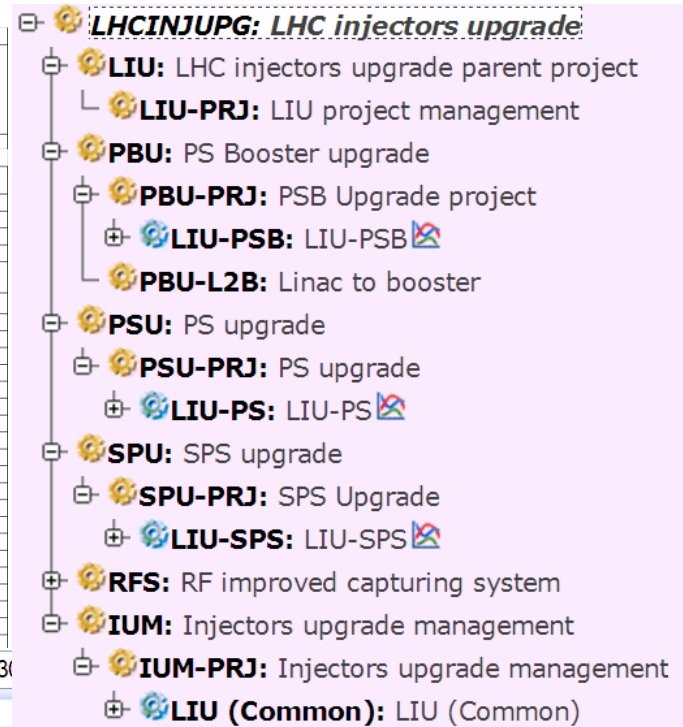 LHCINJUPG: LHC injectors upgrade
LIU: LHC injectors upgrade parent project
LIU-PRJ: LIU project management
PBU: PS Booster upgrade
PBU-PRJ: PSB Upgrade project
LIU-PSB: LIU-PSB
PBU-L2B: Linac to booster
PSU: PS upgrade
PSU-PRJ: PS upgrade
LIU-PS: LIU-PS
SPU: SPS upgrade
SPU-PRJ: SPS Upgrade
LIU-SPS: LIU-SPS
RFS: RF improved capturing system
IUM: Injectors upgrade management
IUM-PRJ: Injectors upgrade management
LIU (Common): LIU (Common)